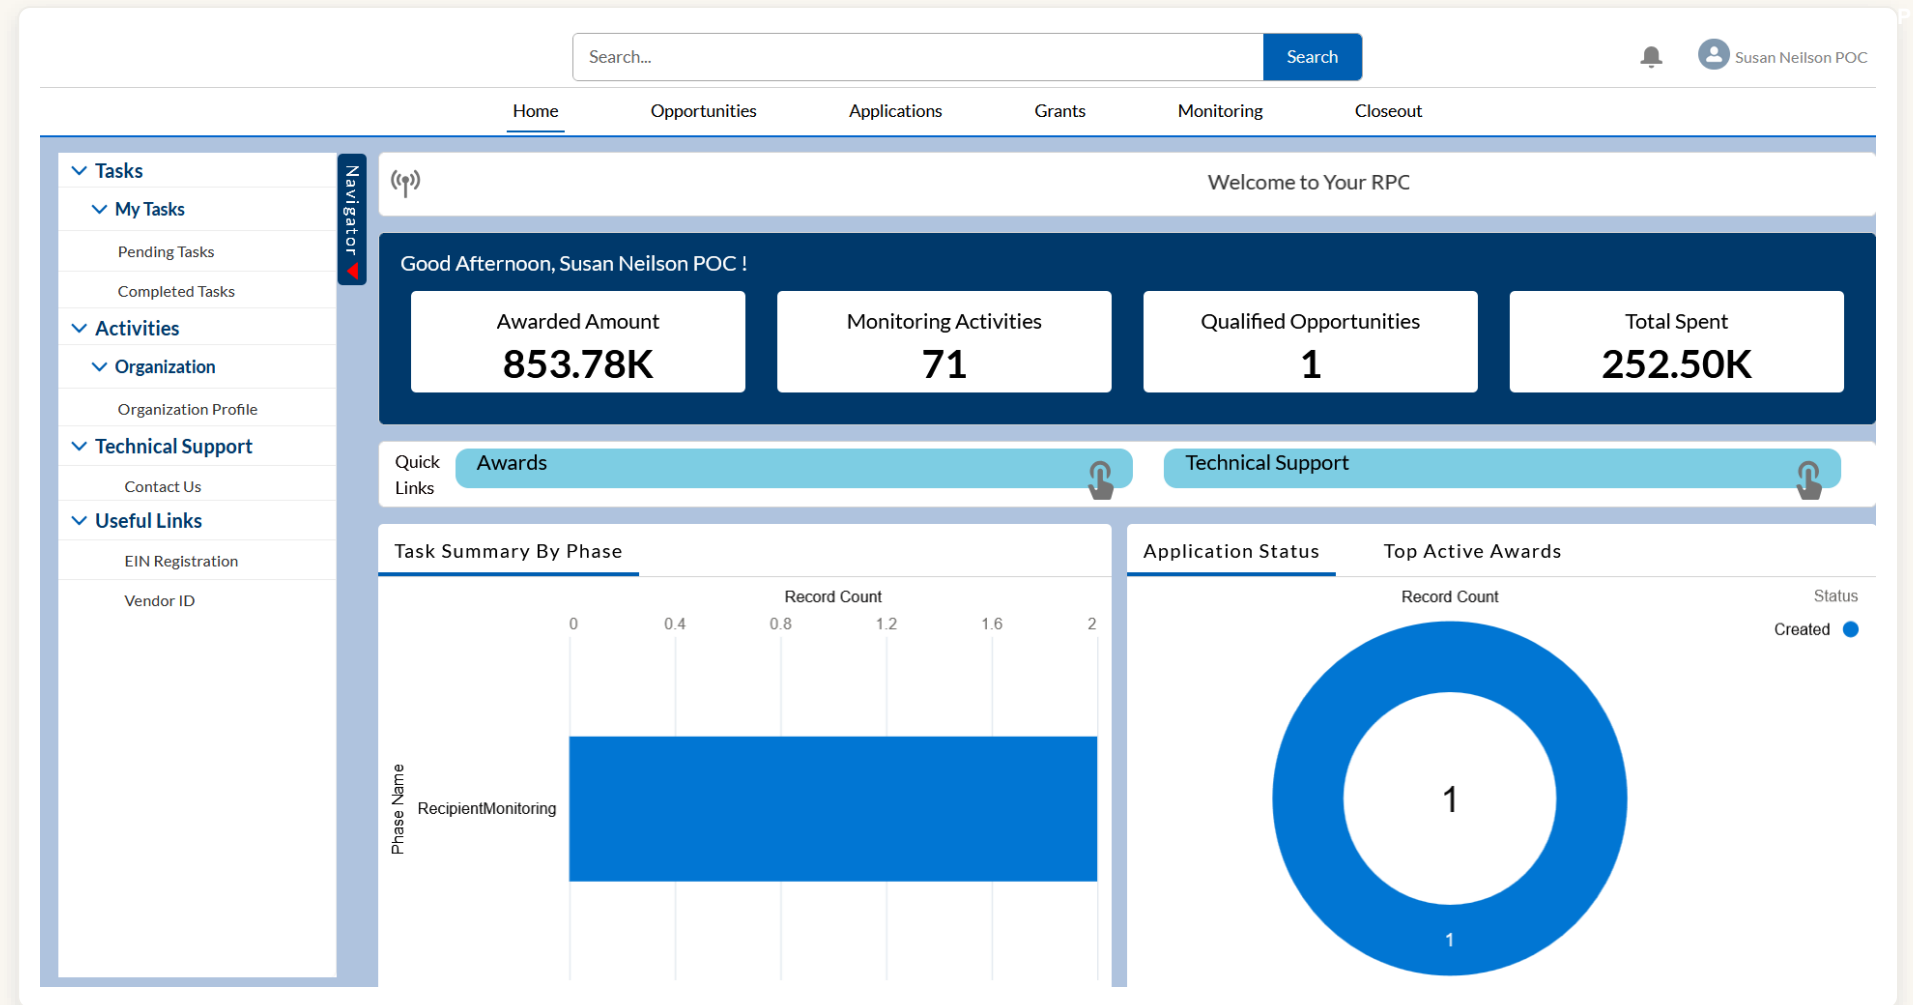 Search...
Search
Susan Neilson POC
Home
Opportunities
Applications
Grants
Monitoring
Closeout
Tasks
My Tasks
Pending Tasks
Completed Tasks
Activities
Organization
Organization Profile
Technical Support
Contact Us
Useful Links
EIN Registration
Vendor ID
Navigator
Welcome to Your RPC
Good Afternoon, Susan Neilson POC !
Awarded Amount
853.78K
Monitoring Activities
71
Qualified Opportunities
1
Total Spent
252.50K
Quick
Links
Awards
Technical Support
Task Summary By Phase
Record Count
0 0.4 0.8 1.2 1.6 2
Phase Name
RecipientMonitoring
Application Status
Top Active Awards
Record Count
Status
Created
1
1